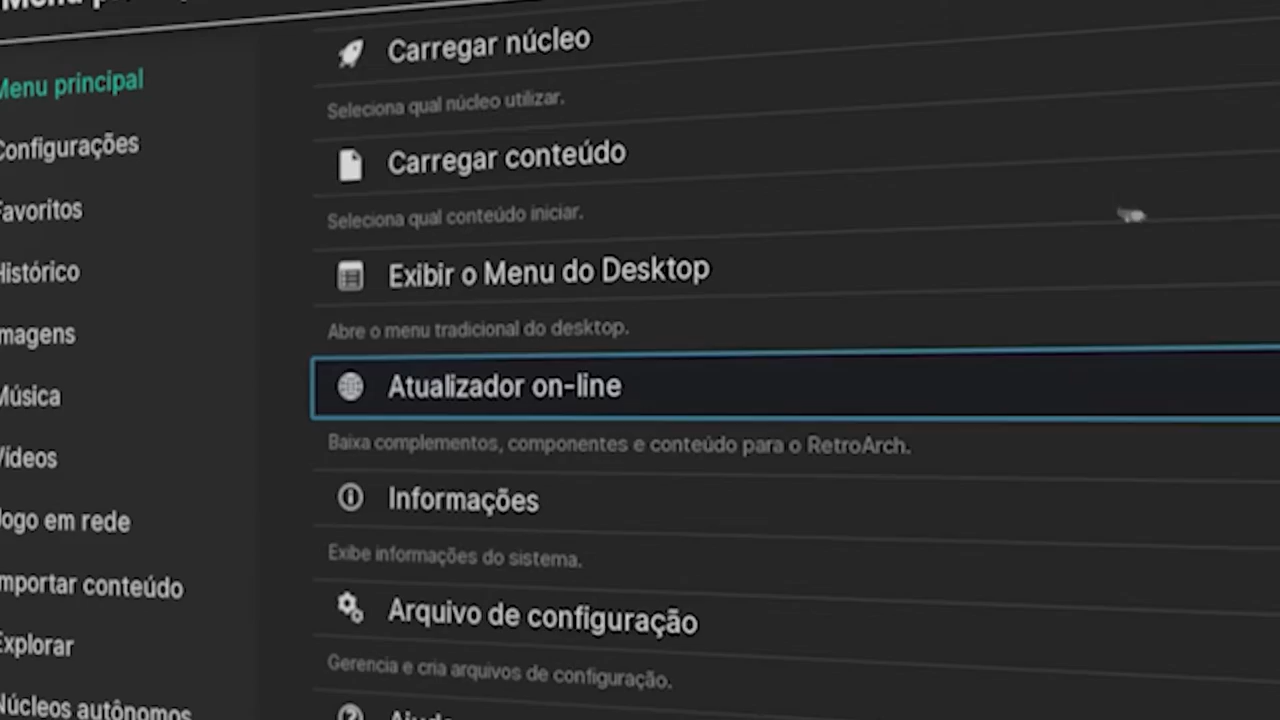 Menu principal
Configurações
Favoritos
Histórico
Imagens
Música
Vídeos
Jogo em rede
Importar conteúdo
Explorar
Núcleos autônomos
Carregar núcleo
Seleciona qual núcleo utilizar.
Carregar conteúdo
Seleciona qual conteúdo iniciar.
Exibir o Menu do Desktop
Abre o menu tradicional do desktop.
Atualizador on-line
Baixa complementos, componentes e conteúdo para o RetroArch.
Informações
Exibe informações do sistema.
Arquivo de configuração
Gerencia e cria arquivos de configuração.